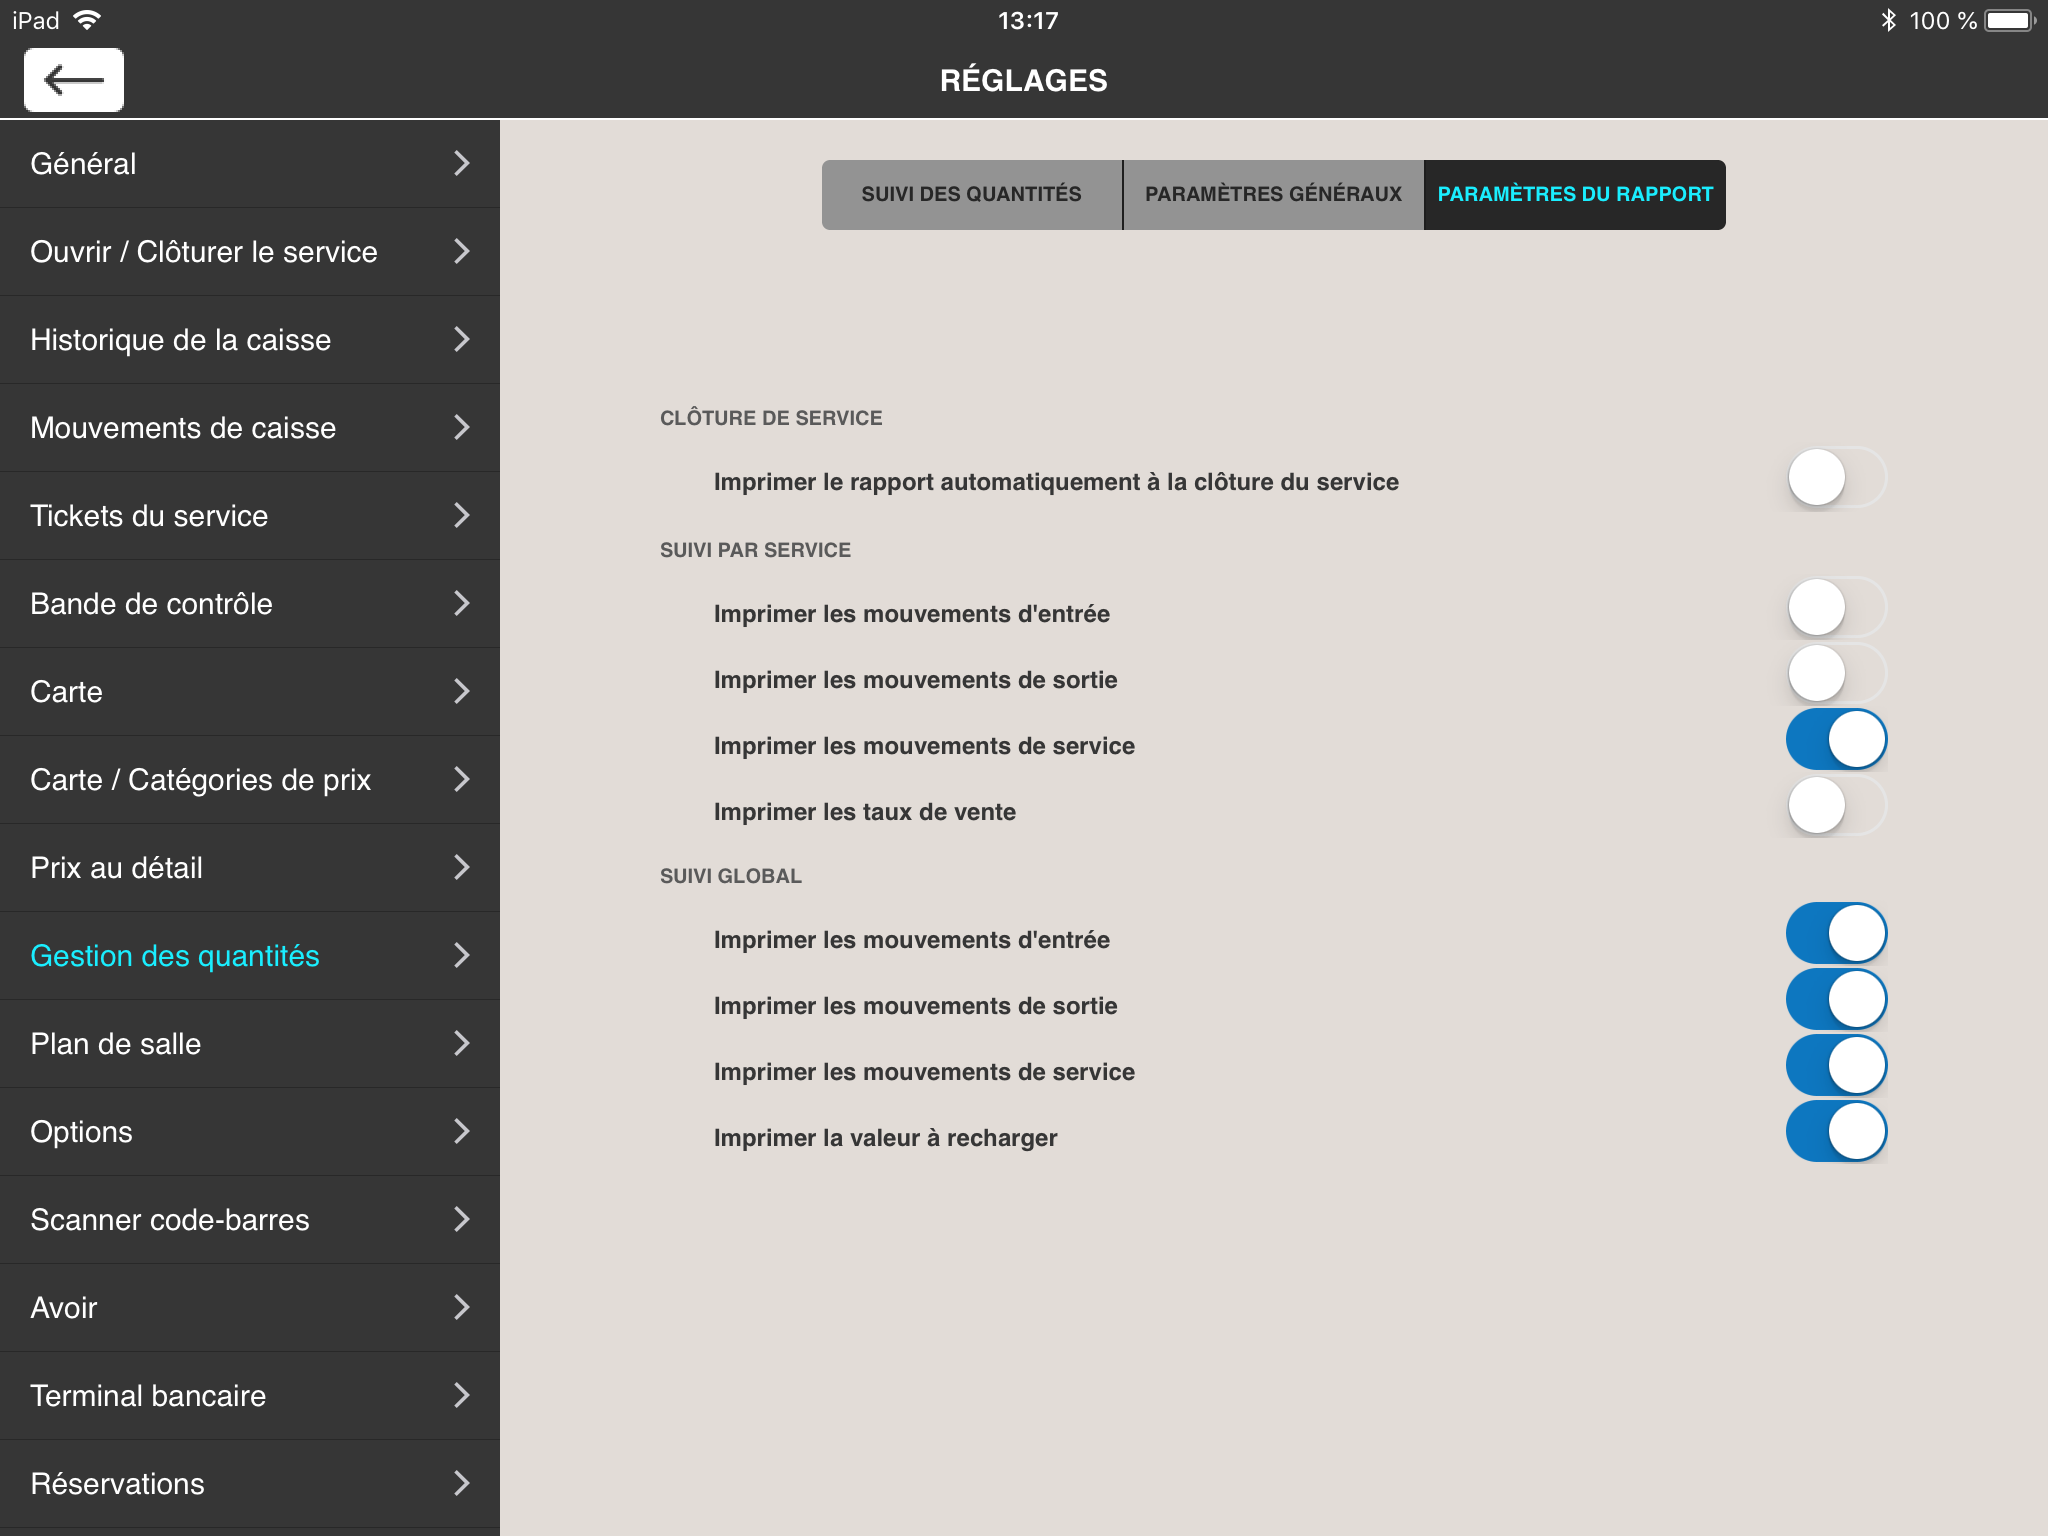 iPad
13:17
100 %
RÉGLAGES
Général
Ouvrir / Clôturer le service
Historique de la caisse
Mouvements de caisse
Tickets du service
Bande de contrôle
Carte
Carte / Catégories de prix
Prix au détail
Gestion des quantités
Plan de salle
Options
Scanner code-barres
Avoir
Terminal bancaire
Réservations
SUIVI DES QUANTITÉS
PARAMÈTRES GÉNÉRAUX
PARAMÈTRES DU RAPPORT
CLÔTURE DE SERVICE
Imprimer le rapport automatiquement à la clôture du service
SUIVI PAR SERVICE
Imprimer les mouvements d'entrée
Imprimer les mouvements de sortie
Imprimer les mouvements de service
Imprimer les taux de vente
SUIVI GLOBAL
Imprimer les mouvements d'entrée
Imprimer les mouvements de sortie
Imprimer les mouvements de service
Imprimer la valeur à recharger